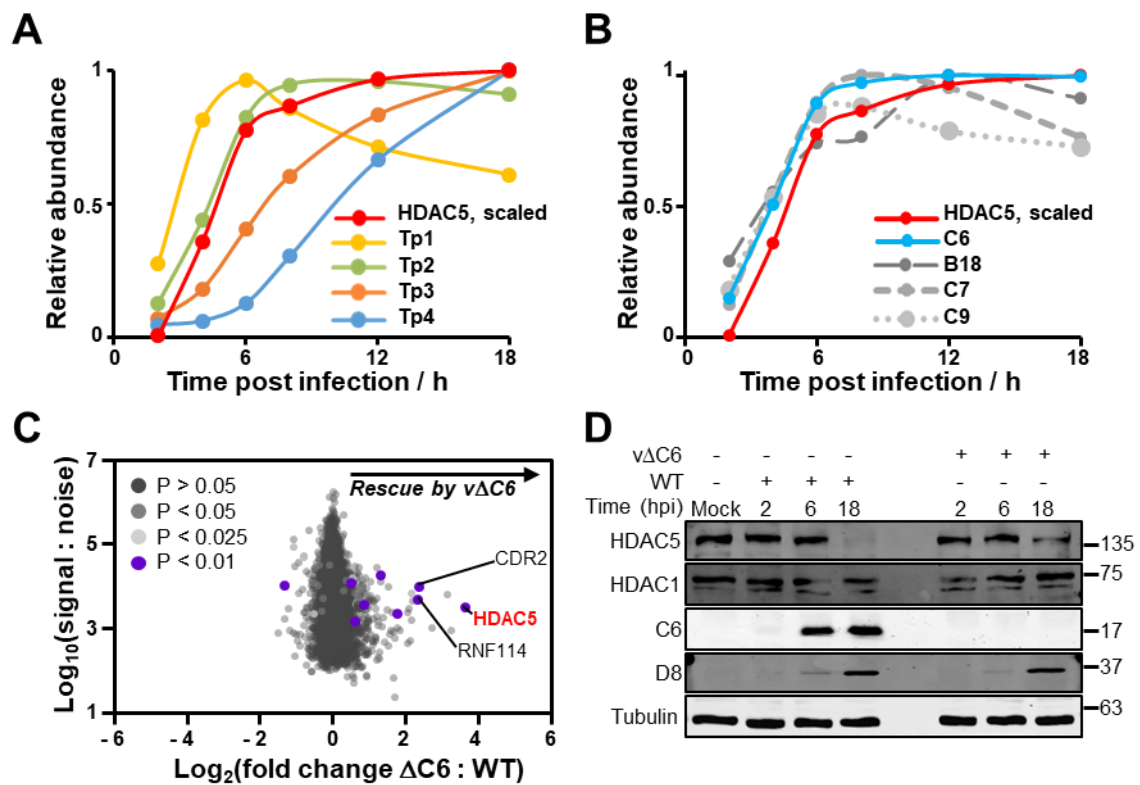 A
Relative abundance
1
0.5
0
0
6
12
18
Time post infection / h
HDAC5, scaled
Tp1
Tp2
Tp3
Tp4
B
Relative abundance
1
0.5
0
0
6
12
18
Time post infection / h
HDAC5, scaled
C6
B18
C7
C9
C
Log10(signal : noise)
7
5
3
1
P > 0.05
P < 0.05
P < 0.025
P < 0.01
Rescue by v∆C6
CDR2
HDAC5
RNF114
- 6 - 4 - 2 0 2 4 6
Log2(fold change ∆C6 : WT)
D
v∆C6 - - - - + + +
WT - + + + - - -
Time (hpi) Mock 2 6 18 2 6 18
HDAC5 135
HDAC1 75
C6 17
D8 37
Tubulin 63